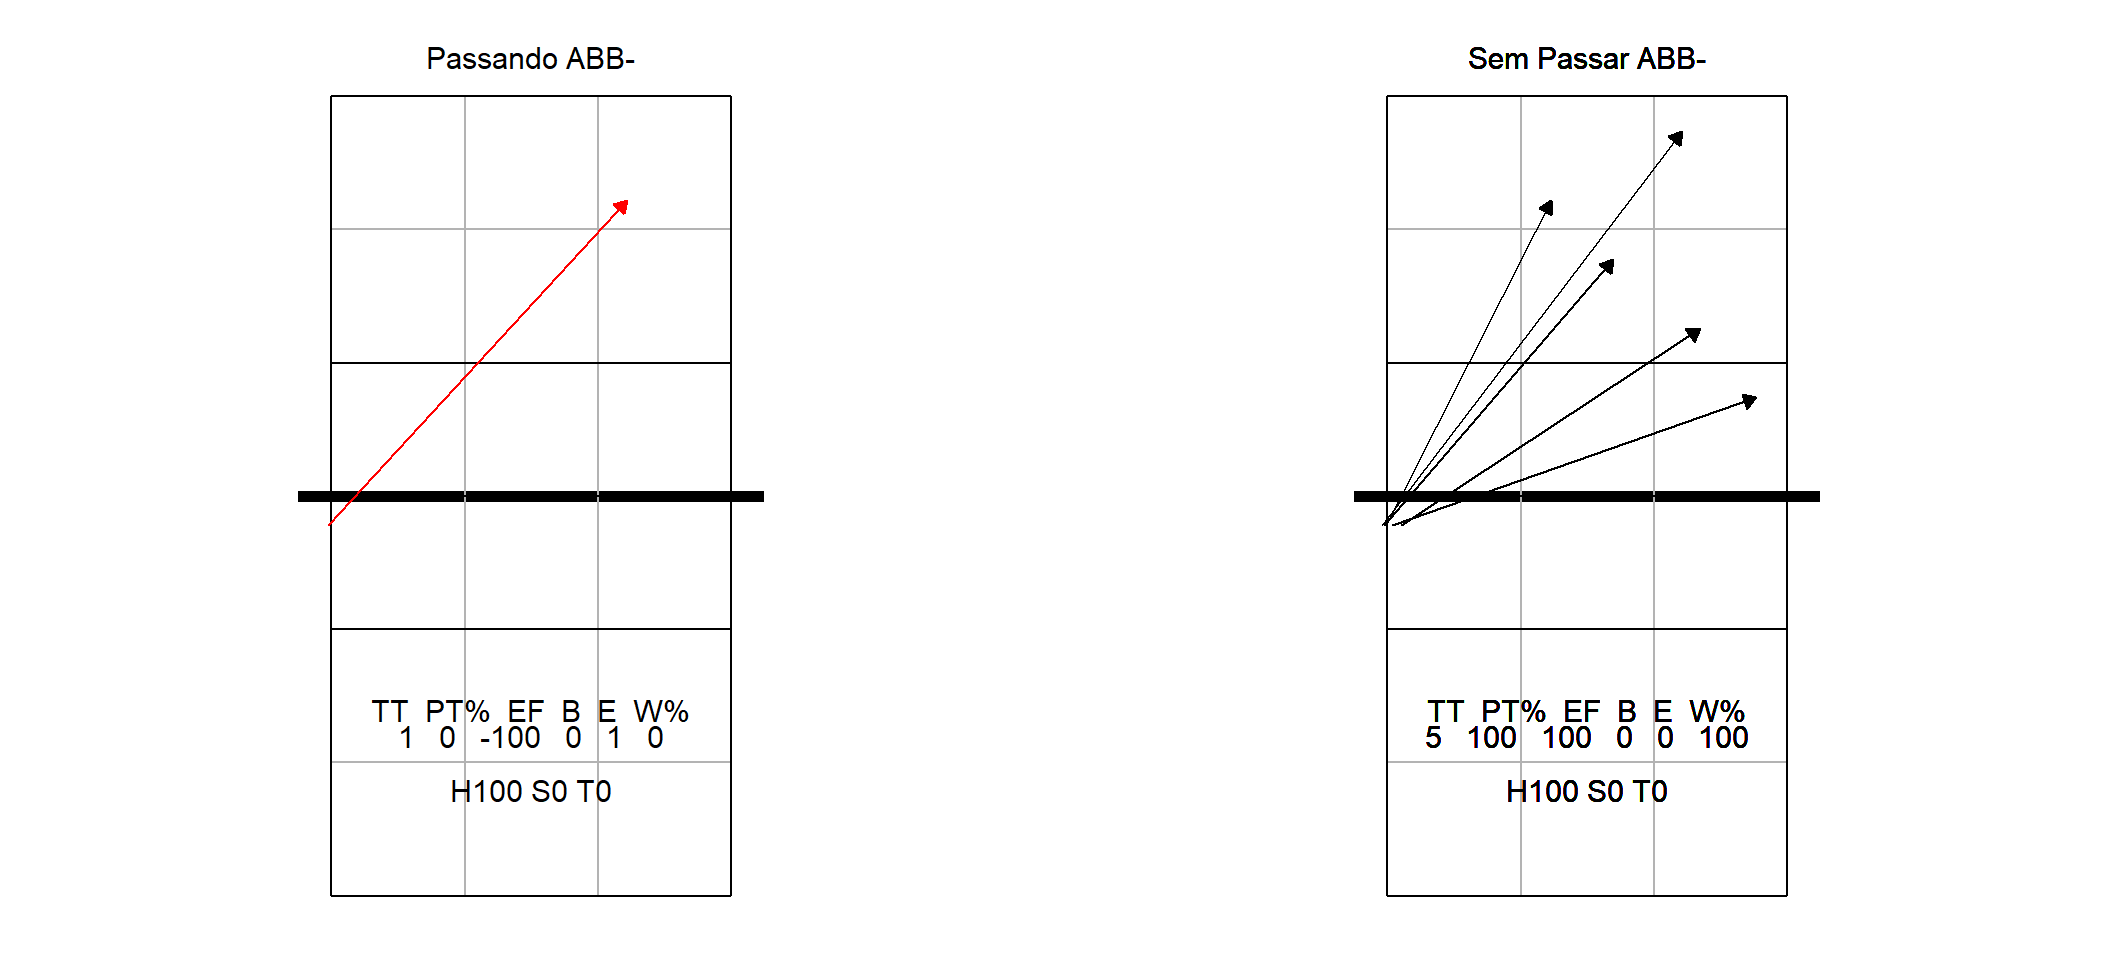 Passando ABB-
TT PT% EF B E W%
1 0 -100 0 1 0
H100 S0 T0
Sem Passar ABB-
TT PT% EF B E W%
5 100 100 0 0 100
H100 S0 T0